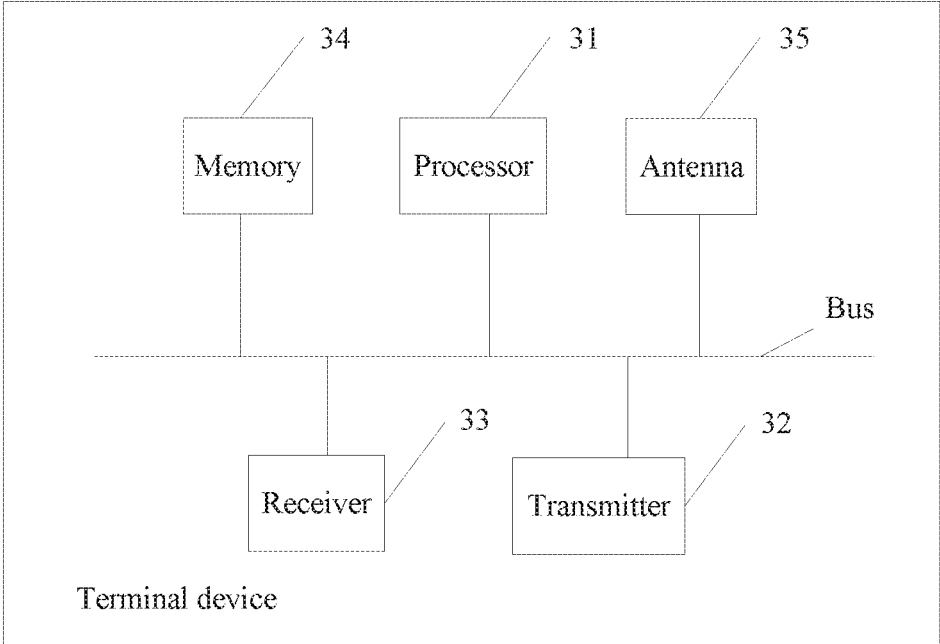 34
31
35
Memory
Processor
Antenna
Bus
33
32
Receiver
Transmitter
Terminal device